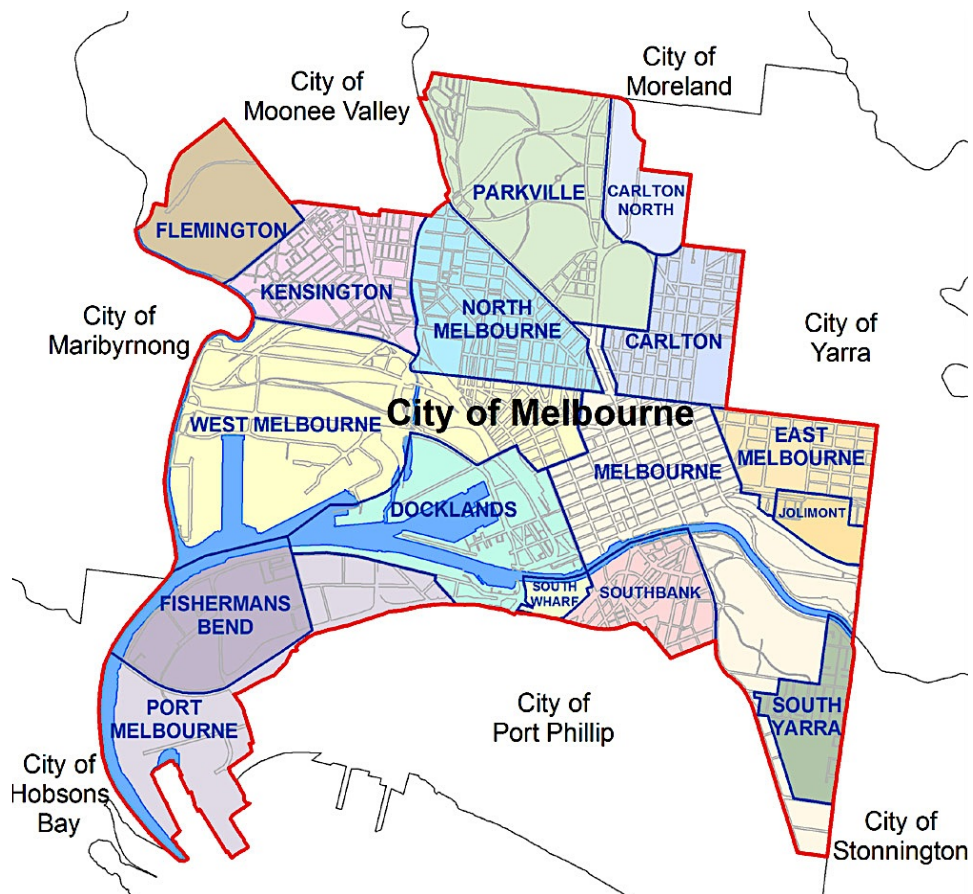 City of
Moonee Valley
City of
Moreland
PARKVILLE
CARLTON
NORTH
FLEMINGTON
KENSINGTON
NORTH
MELBOURNE
CARLTON
City of
Maribyrnong
City of
Yarra
City of Melbourne
WEST MELBOURNE
MELBOURNE
EAST
MELBOURNE
JOLIMONT
DOCKLANDS
SOUTH
WHARF
SOUTHBANK
FISHERMANS
BEND
PORT
MELBOURNE
City of
Port Phillip
SOUTH
YARRA
City of
Hobsons
Bay
City of
Stonnington